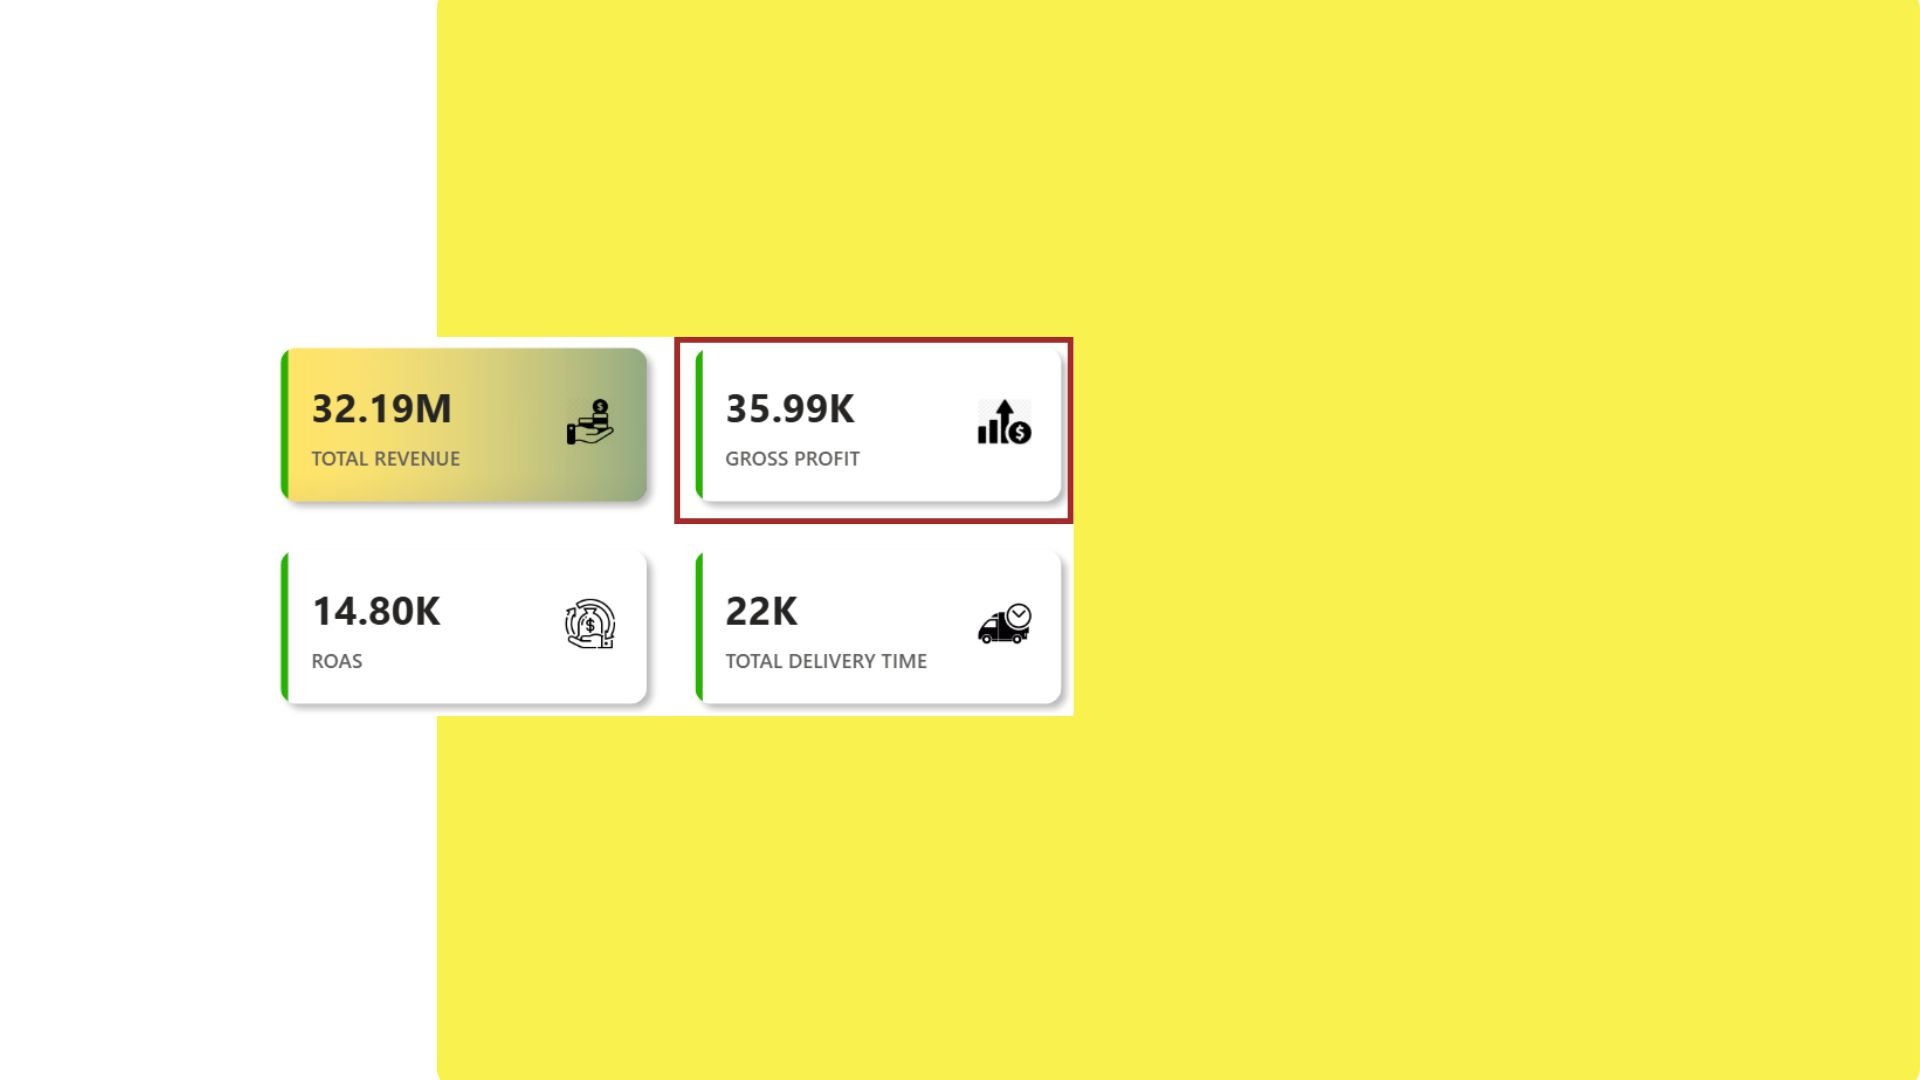 32.19M
TOTAL REVENUE
35.99K
GROSS PROFIT
14.80K
ROAS
22K
TOTAL DELIVERY TIME